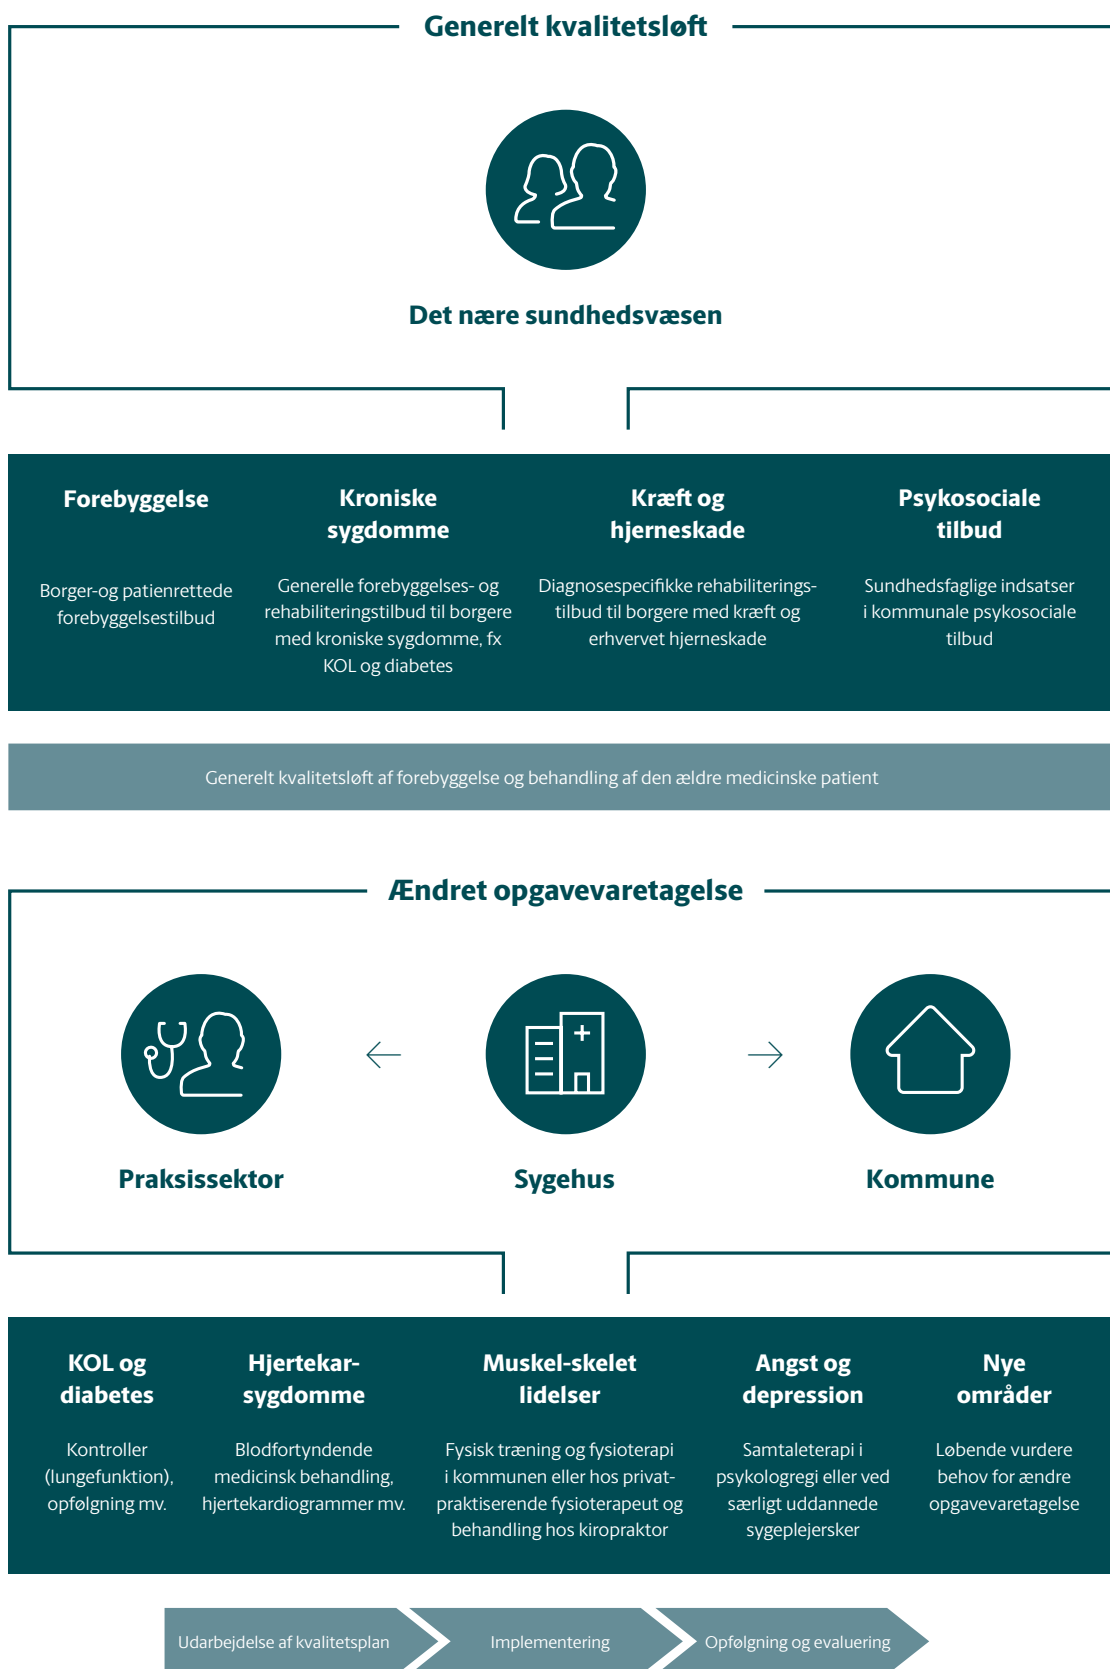 Generelt kvalitetsløft
Det nære sundhedsvæsen
Forebyggelse
Borger-og patienrettede
forebyggelsestilbud
Kroniske
sygdomme
Generelle forebyggelses- og
rehabiliteringstilbud til borgere
med kroniske sygdomme, fx
KOL og diabetes
Kræft og
hjerneskade
Diagnosespecifikke rehabiliterings-
tilbud til borgere med kræft og
erhvervet hjerneskade
Psykosociale
tilbud
Sundhedsfaglige indsatser
i kommunale psykosociale
tilbud
Generelt kvalitetsløft af forebyggelse og behandling af den ældre medicinske patient
Ændret opgavevaretagelse
Praksissektor
Sygehus
Kommune
KOL og
diabetes
Kontroller
(lungefunktion),
opfølgning mv.
Hjertekar-
sygdomme
Blodfortyndende
medicinsk behandling,
hjertekardiogrammer mv.
Muskel-skelet
lidelser
Fysisk træning og fysioterapi
i kommunen eller hos privat-
praktiserende fysioterapeut og
behandling hos kiropraktor
Angst og
depression
Samtaleterapi i
psykologregi eller ved
særligt uddannede
sygeplejersker
Nye
områder
Løbende vurdere
behov for ændre
opgavevaretagelse
Udarbejdelse af kvalitetsplan
Implementering
Opfølgning og evaluering